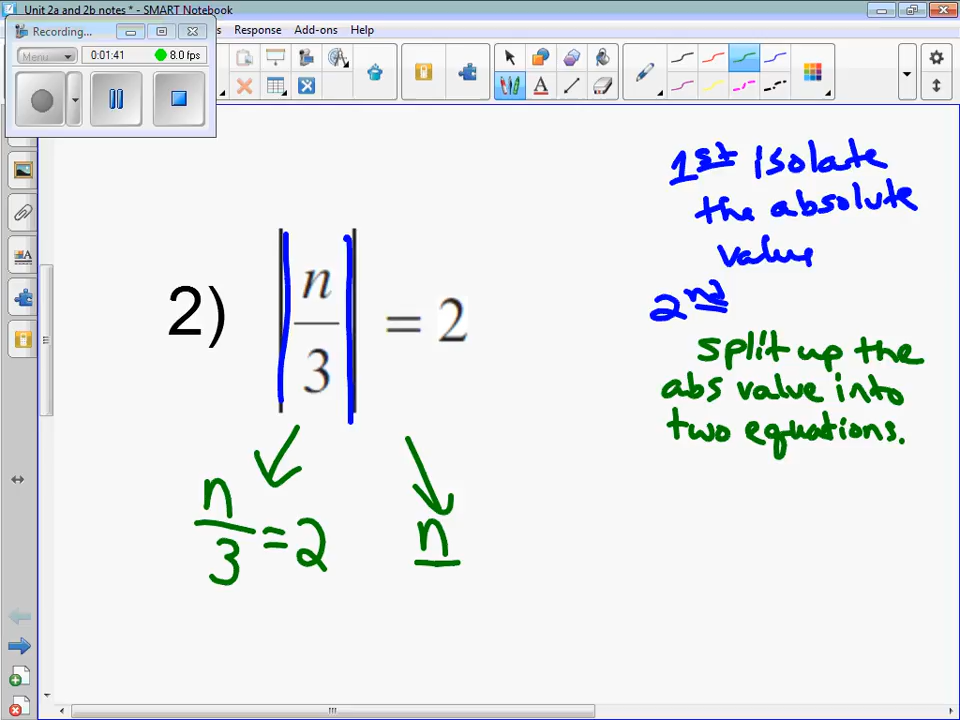 Unit 2a and 2b notes * - SMART Notebook
Recording...
Response Add-ons Help
Menu 0:01:41 8.0 fps
1st isolate
the absolute
value
2nd
split up the
abs value into
two equations.
2) |n/3| = 2
n/3 = 2
n